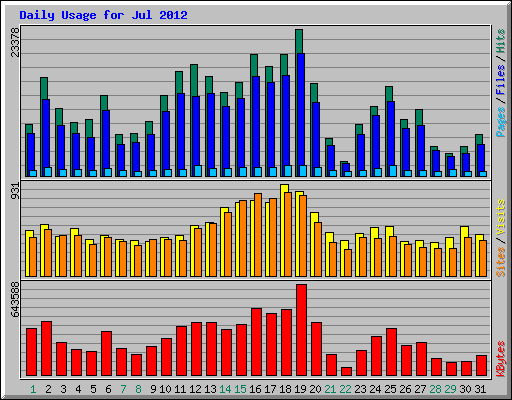 Daily Usage for Jul 2012
23378
Pages / Files / Hits
931
Sites / Visits
643588
KBytes
1 2 3 4 5 6 7 8 9 10 11 12 13 14 15 16 17 18 19 20 21 22 23 24 25 26 27 28 29 30 31